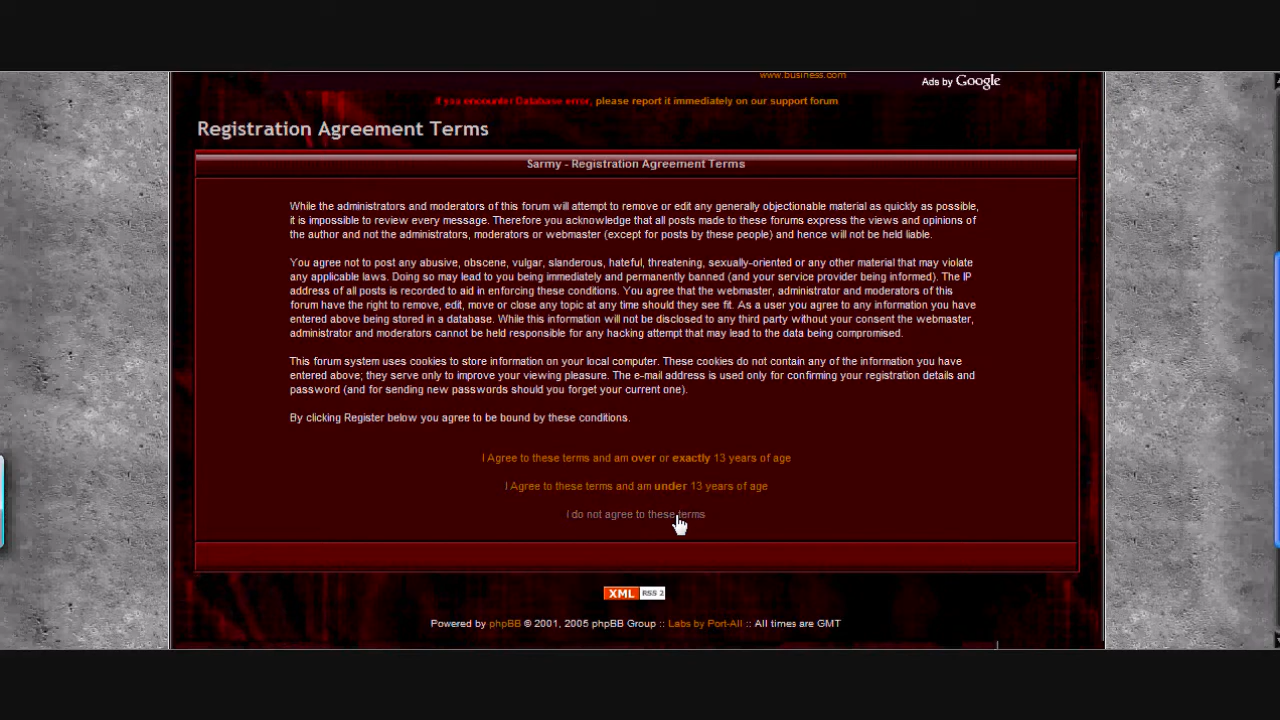 www.business.com
Ads by Google
If you encounter Database error, please report it immediately on our support forum
Registration Agreement Terms
Sarmy - Registration Agreement Terms
While the administrators and moderators of this forum will attempt to remove or edit any generally objectionable material as quickly as possible,
it is impossible to review every message. Therefore you acknowledge that all posts made to these forums express the views and opinions of
the author and not the administrators, moderators or webmaster (except for posts by these people) and hence will not be held liable.
You agree not to post any abusive, obscene, vulgar, slanderous, hateful, threatening, sexually-oriented or any other material that may violate
any applicable laws. Doing so may lead to you being immediately and permanently banned (and your service provider being informed). The IP
address of all posts is recorded to aid in enforcing these conditions. You agree that the webmaster, administrator and moderators of this
forum have the right to remove, edit, move or close any topic at any time should they see fit. As a user you agree to any information you have
entered above being stored in a database. While this information will not be disclosed to any third party without your consent the webmaster,
administrator and moderators cannot be held responsible for any hacking attempt that may lead to the data being compromised.
This forum system uses cookies to store information on your local computer. These cookies do not contain any of the information you have
entered above; they serve only to improve your viewing pleasure. The e-mail address is used only for confirming your registration details and
password (and for sending new passwords should you forget your current one).
By clicking Register below you agree to be bound by these conditions.
I Agree to these terms and am over or exactly 13 years of age
I Agree to these terms and am under 13 years of age
I do not agree to these terms
XML RSS 2
Powered by phpBB © 2001, 2005 phpBB Group :: Labs by Port-All :: All times are GMT